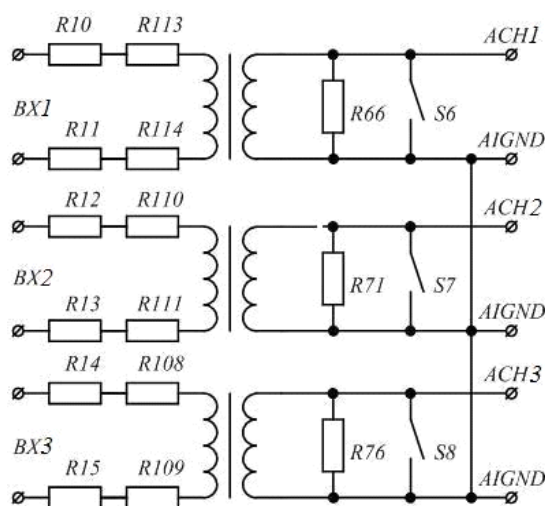 R10 R113 ACH1
BX1 R66 S6
R11 R114 AIGND
R12 R110 ACH2
BX2 R71 S7
R13 R111 AIGND
R14 R108 ACH3
BX3 R76 S8
R15 R109 AIGND